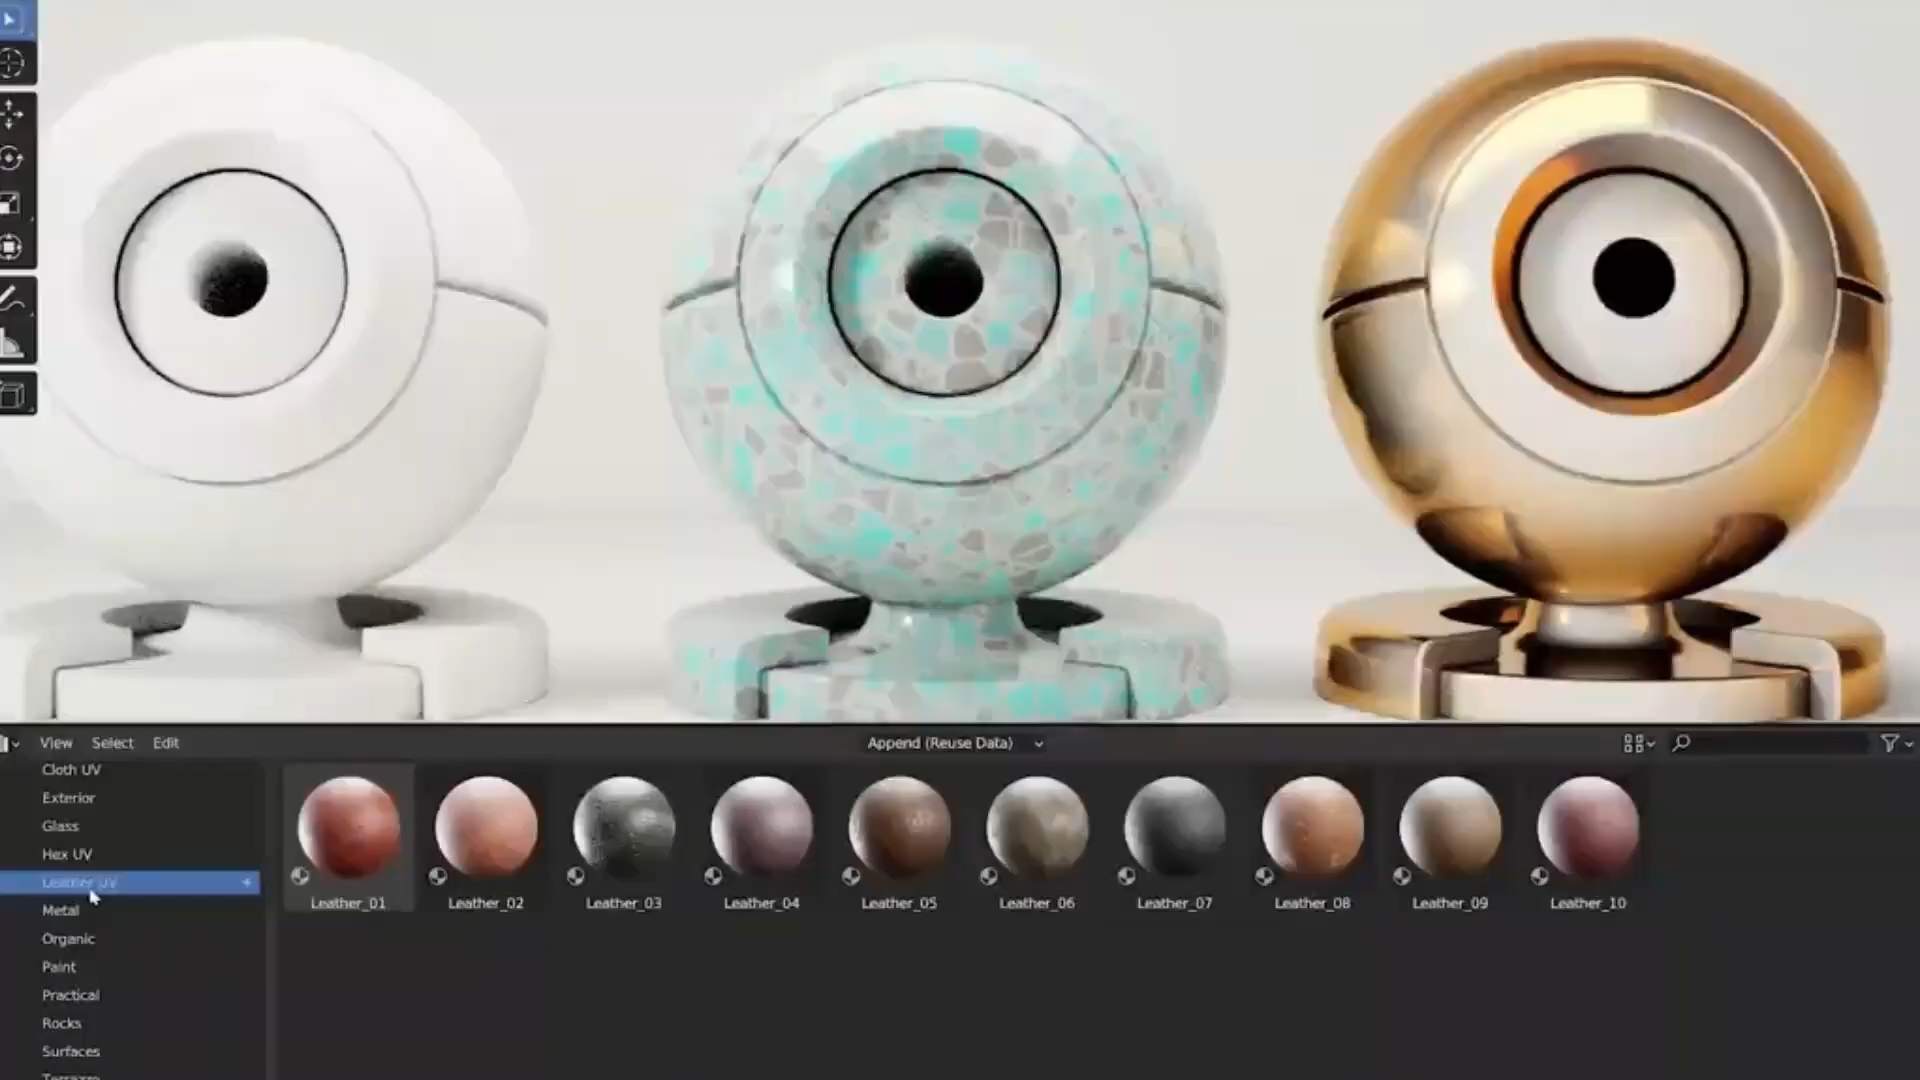 View Select Edit Append (Reuse Data)
Cloth UV
Exterior
Glass
Hex UV
Leather UV
Metal
Organic
Paint
Practical
Rocks
Surfaces
Leather_01 Leather_02 Leather_03 Leather_04 Leather_05 Leather_06 Leather_07 Leather_08 Leather_09 Leather_10